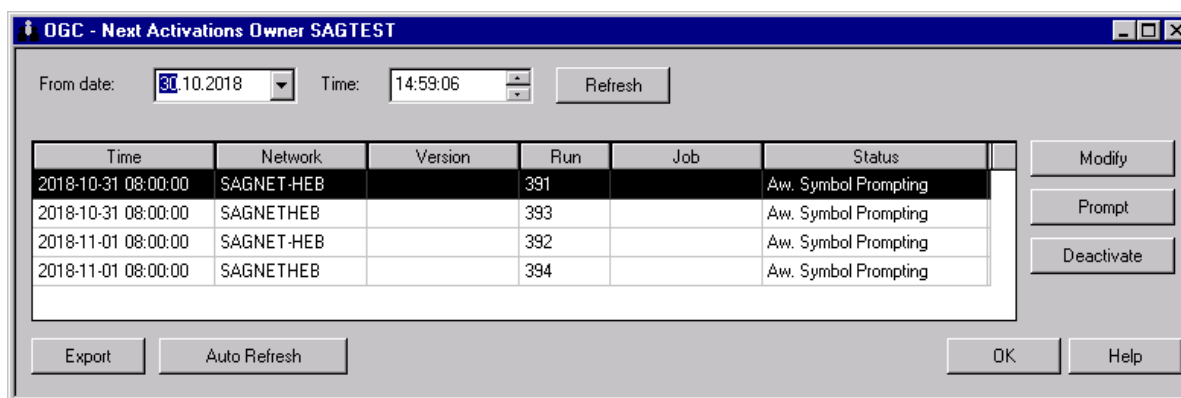 OGC - Next Activations Owner SAGTEST
From date: 30.10.2018 Time: 14:59:06 Refresh
Time Network Version Run Job Status
2018-10-31 08:00:00 SAGNET-HEB 391 Aw. Symbol Prompting
2018-10-31 08:00:00 SAGNETHEB 393 Aw. Symbol Prompting
2018-11-01 08:00:00 SAGNET-HEB 392 Aw. Symbol Prompting
2018-11-01 08:00:00 SAGNETHEB 394 Aw. Symbol Prompting
Modify
Prompt
Deactivate
Export Auto Refresh OK Help